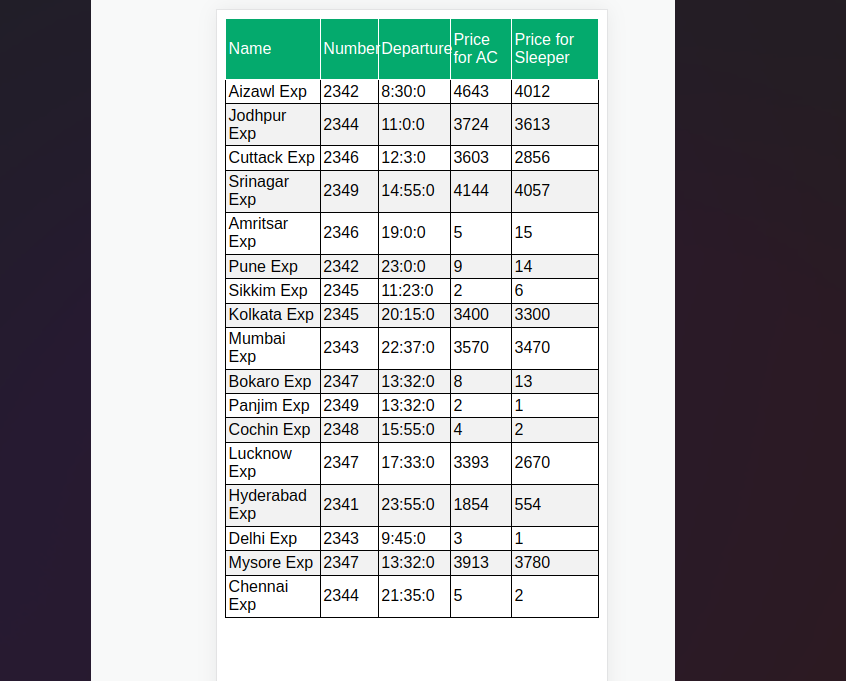 Name Number Departure Price for AC Price for Sleeper
Aizawl Exp 2342 8:30:0 4643 4012
Jodhpur Exp 2344 11:0:0 3724 3613
Cuttack Exp 2346 12:3:0 3603 2856
Srinagar Exp 2349 14:55:0 4144 4057
Amritsar Exp 2346 19:0:0 5 15
Pune Exp 2342 23:0:0 9 14
Sikkim Exp 2345 11:23:0 2 6
Kolkata Exp 2345 20:15:0 3400 3300
Mumbai Exp 2343 22:37:0 3570 3470
Bokaro Exp 2347 13:32:0 8 13
Panjim Exp 2349 13:32:0 2 1
Cochin Exp 2348 15:55:0 4 2
Lucknow Exp 2347 17:33:0 3393 2670
Hyderabad Exp 2341 23:55:0 1854 554
Delhi Exp 2343 9:45:0 3 1
Mysore Exp 2347 13:32:0 3913 3780
Chennai Exp 2344 21:35:0 5 2